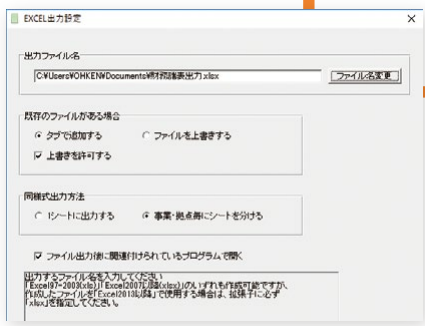 EXCEL出力設定
出力ファイル名
C:¥Users¥OHKEN¥Documents¥財務諸表出力.xlsx
ファイル名変更
既存のファイルがある場合
タブで追加する
ファイルを上書きする
上書きを許可する
同様式出力方法
1シートに出力する
事業・拠点毎にシートを分ける
ファイル出力後に関連付けられているプログラムで開く
出力するファイル名を入力してください
「Excel97-2003(xls)」「Excel2007以降(xlsx)」のいずれも作成可能ですが、
作成したファイルを「Excel2013以降」で使用する場合は、拡張子に必ず
「xlsx」を指定してください。